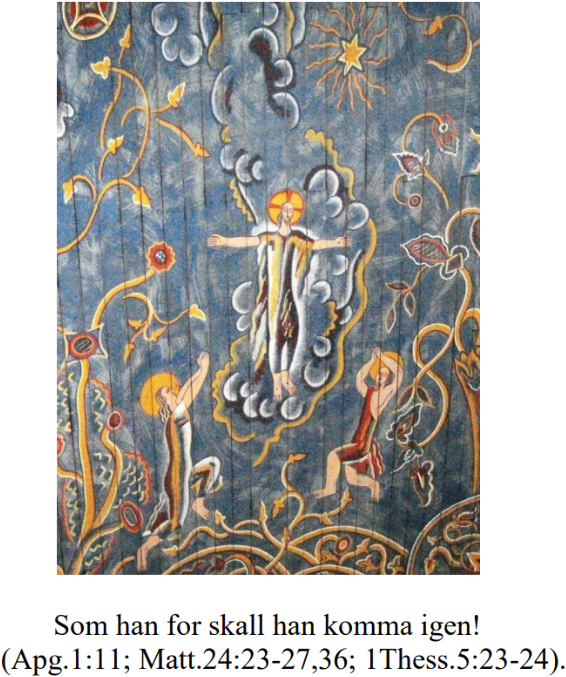 Som han for skall han komma igen!
(Apg.1:11; Matt.24:23-27,36; 1Thess.5:23-24).